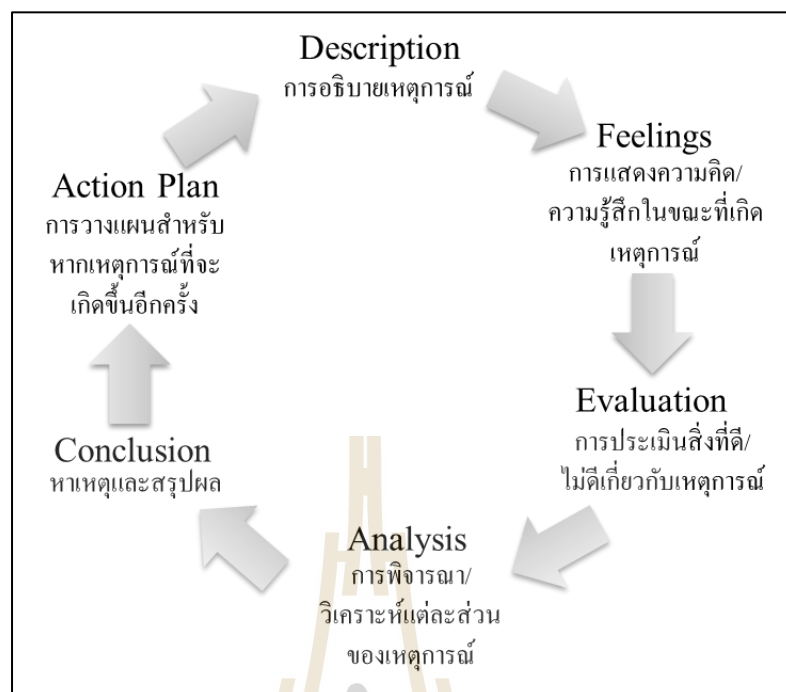 Description
การอธิบายเหตุการณ์
Feelings
การแสดงความคิด/
ความรู้สึกในขณะที่เกิด
เหตุการณ์
Evaluation
การประเมินสิ่งที่ดี/
ไม่ดีเกี่ยวกับเหตุการณ์
Analysis
การพิจารณา/
วิเคราะห์แต่ละส่วน
ของเหตุการณ์
Conclusion
หาเหตุและสรุปผล
Action Plan
การวางแผนสำหรับ
หากเหตุการณ์ที่จะ
เกิดขึ้นอีกครั้ง